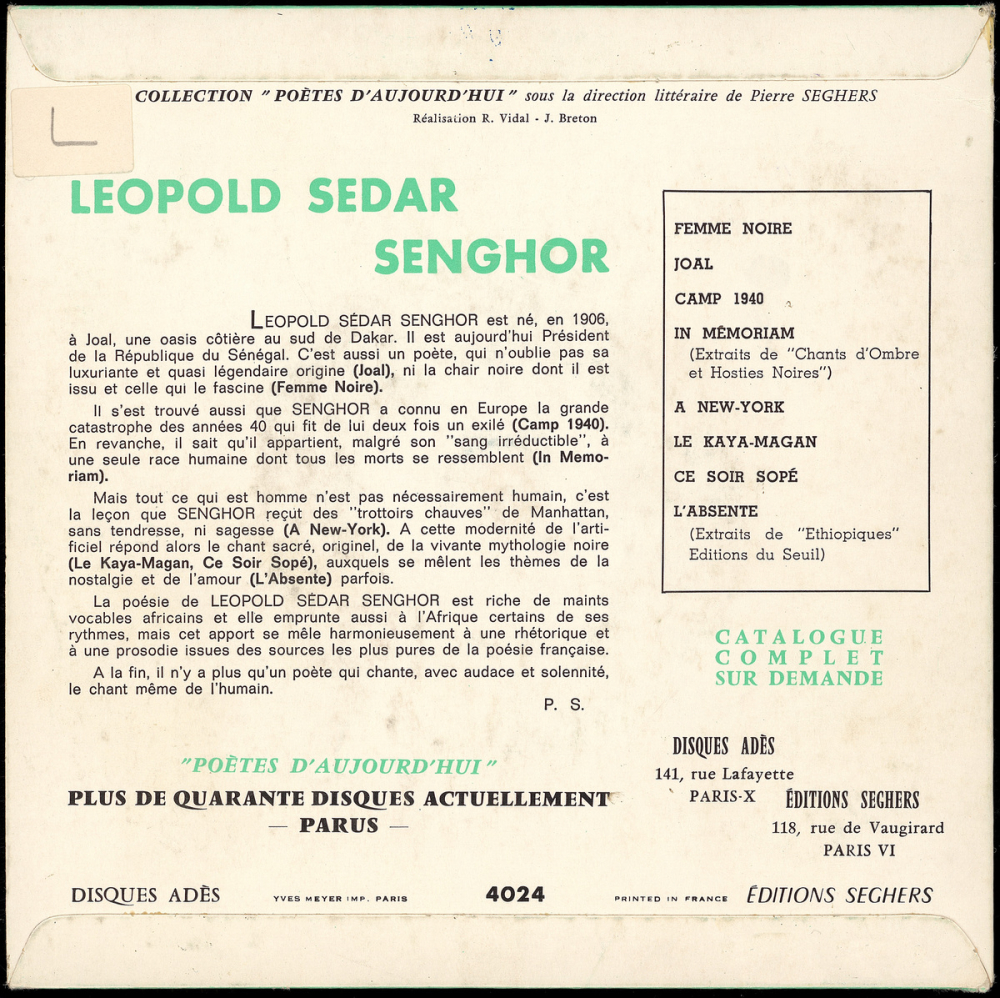 COLLECTION "POÈTES D'AUJOURD'HUI" sous la direction littéraire de Pierre SEGHERS
Réalisation R. Vidal - J. Breton
L
LEOPOLD SEDAR
SENGHOR
LEOPOLD SÉDAR SENGHOR est né, en 1906,
à Joal, une oasis côtière au sud de Dakar. Il est aujourd'hui Président
de la République du Sénégal. C'est aussi un poète, qui n'oublie pas sa
luxuriante et quasi légendaire origine (Joal), ni la chair noire dont il est
issu et celle qui le fascine (Femme Noire).
Il s'est trouvé aussi que SENGHOR a connu en Europe la grande
catastrophe des années 40 qui fit de lui deux fois un exilé (Camp 1940).
En revanche, il sait qu'il appartient, malgré son "sang irréductible", à
une seule race humaine dont tous les morts se ressemblent (In Memo-
riam).
Mais tout ce qui est homme n'est pas nécessairement humain, c'est
la leçon que SENGHOR reçût des "trottoirs chauves" de Manhattan,
sans tendresse, ni sagesse (A New-York). A cette modernité de l'arti-
ficiel répond alors le chant sacré, originel, de la vivante mythologie noire
(Le Kaya-Magan, Ce Soir Sopé), auxquels se mêlent les thèmes de la
nostalgie et de l'amour (L'Absente) parfois.
La poésie de LEOPOLD SÉDAR SENGHOR est riche de maints
vocables africains et elle emprunte aussi à l'Afrique certains de ses
rythmes, mais cet apport se mêle harmonieusement à une rhétorique et
à une prosodie issues des sources les plus pures de la poésie française.
A la fin, il n'y a plus qu'un poète qui chante, avec audace et solennité,
le chant même de l'humain.
P. S.
"POÈTES D'AUJOURD'HUI"
PLUS DE QUARANTE DISQUES ACTUELLEMENT
— PARUS —
FEMME NOIRE
JOAL
CAMP 1940
IN MÉMORIAM
(Extraits de "Chants d'Ombre
et Hosties Noires")
A NEW-YORK
LE KAYA-MAGAN
CE SOIR SOPÉ
L'ABSENTE
(Extraits de "Ethiopiques"
Editions du Seuil)
CATALOGUE
COMPLET
SUR DEMANDE
DISQUES ADÈS
141, rue Lafayette
PARIS-X
ÉDITIONS SEGHERS
118, rue de Vaugirard
PARIS VI
DISQUES ADÈS YVES MEYER IMP. PARIS 4024 PRINTED IN FRANCE ÉDITIONS SEGHERS